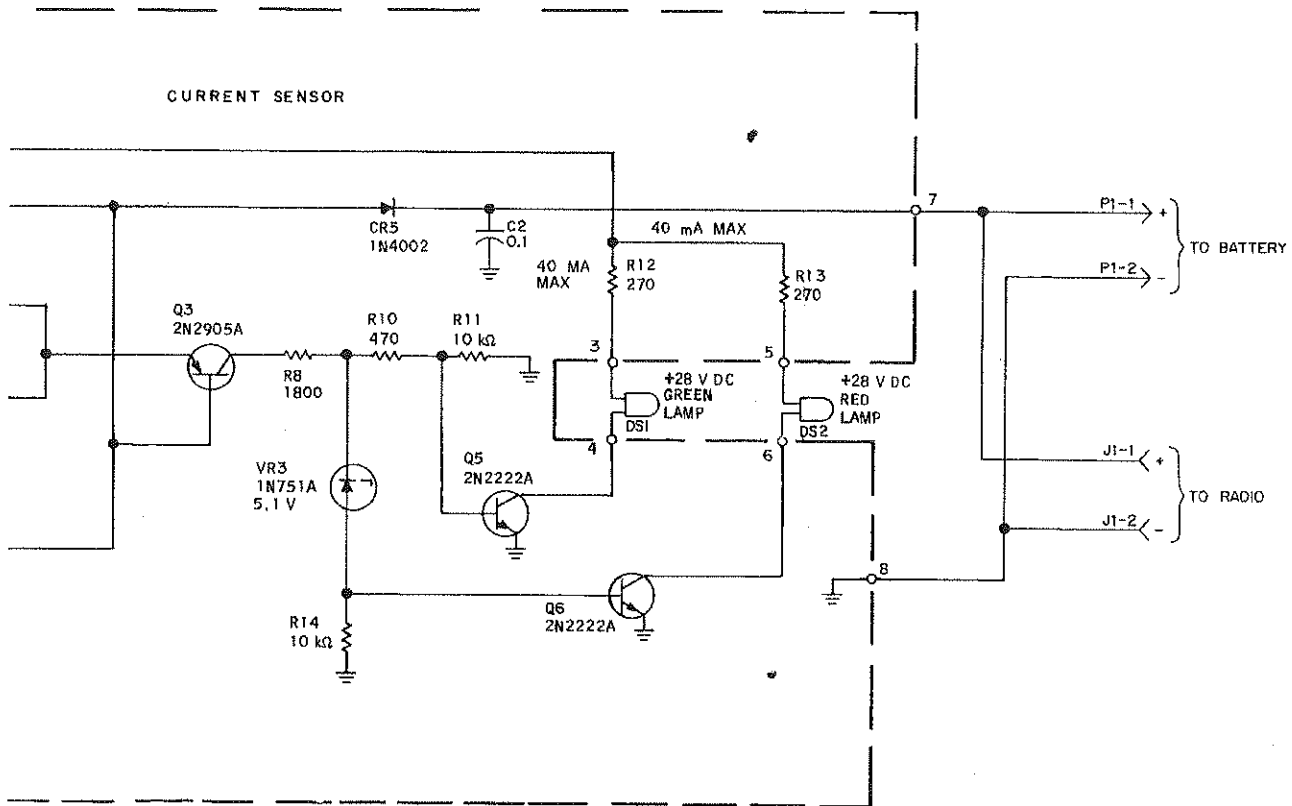 CURRENT SENSOR
7
P1-1
+
CR5
1N4002
C2
0.1
40 mA MAX
TO BATTERY
40 MA
MAX
R12
270
R13
270
P1-2
-
Q3
2N2905A
R8
1800
R10
470
R11
10 kΩ
3
5
+28 V DC
GREEN
LAMP
DS1
+28 V DC
RED
LAMP
DS2
4
6
VR3
1N751A
5.1 V
Q5
2N2222A
J1-1
+
TO RADIO
J1-2
-
8
R14
10 kΩ
Q6
2N2222A